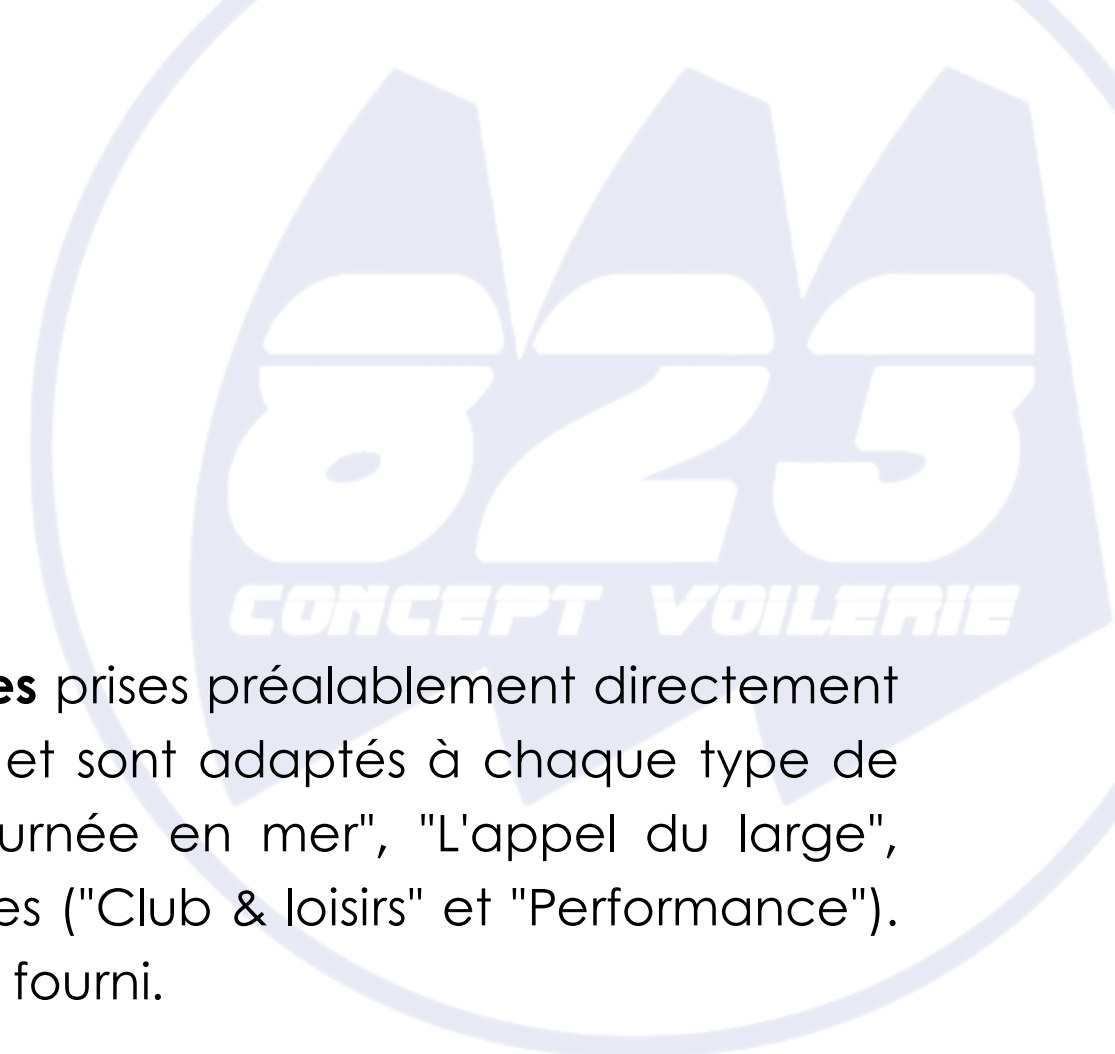 823
CONCEPT VOILERIE
es prises préalablement directement
et sont adaptés à chaque type de
urnée en mer", "L'appel du large",
es ("Club & loisirs" et "Performance").
fourni.